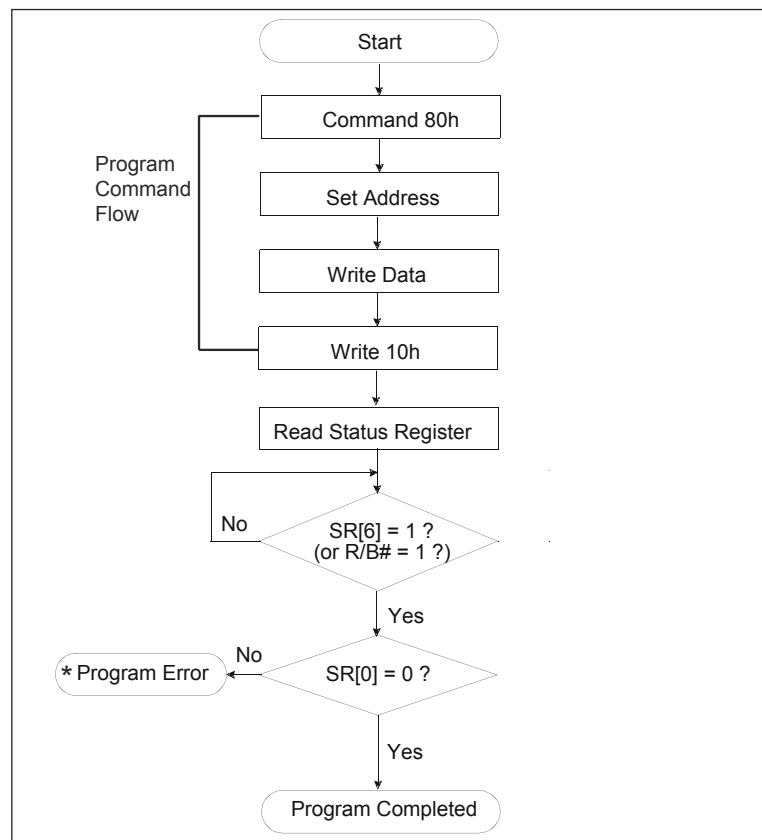 Start
Command 80h
Program
Command
Flow
Set Address
Write Data
Write 10h
Read Status Register
No
SR[6] = 1 ?
(or R/B# = 1 ?)
Yes
No
* Program Error
SR[0] = 0 ?
Yes
Program Completed